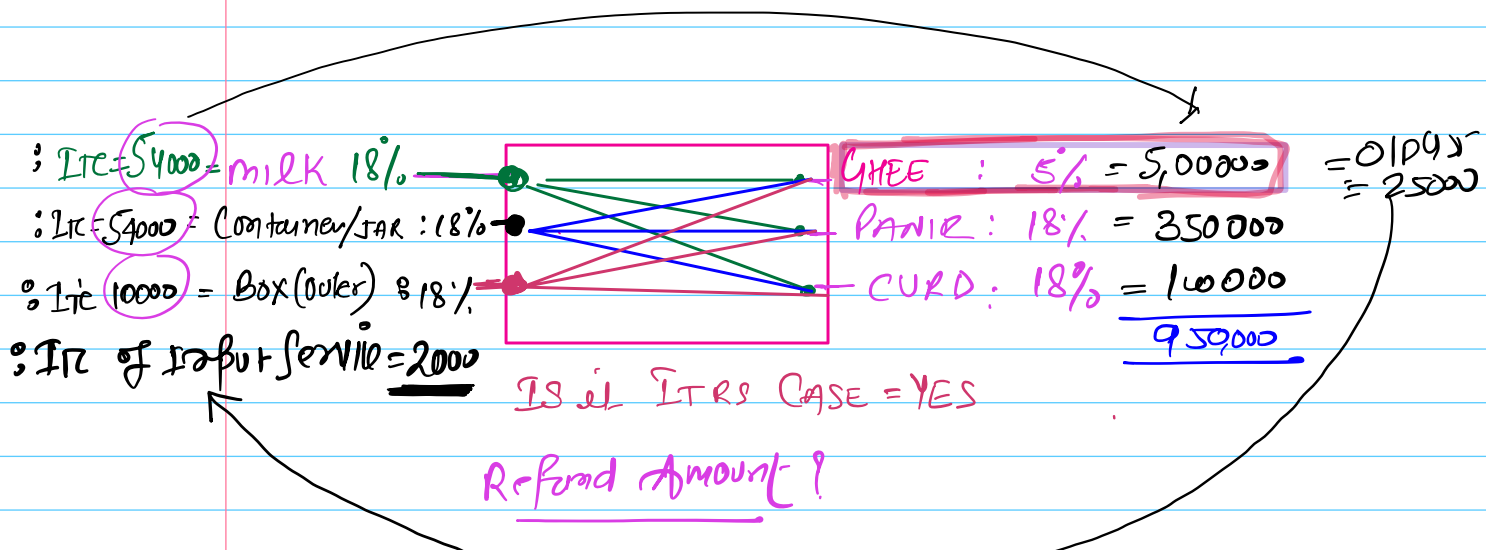 : ITC=54000= MILK 18%
GHEE : 5% = 5,00000
= O/P GST
= 25000
: ITC=54000= Container/JAR : 18%
PANIR : 18% = 350000
: ITC 10000 = Box(outer) : 18%
CURD : 18% = 100000
950,000
: ITC of Input Service = 2000
IS it ITRS CASE = YES
Refund Amount ?